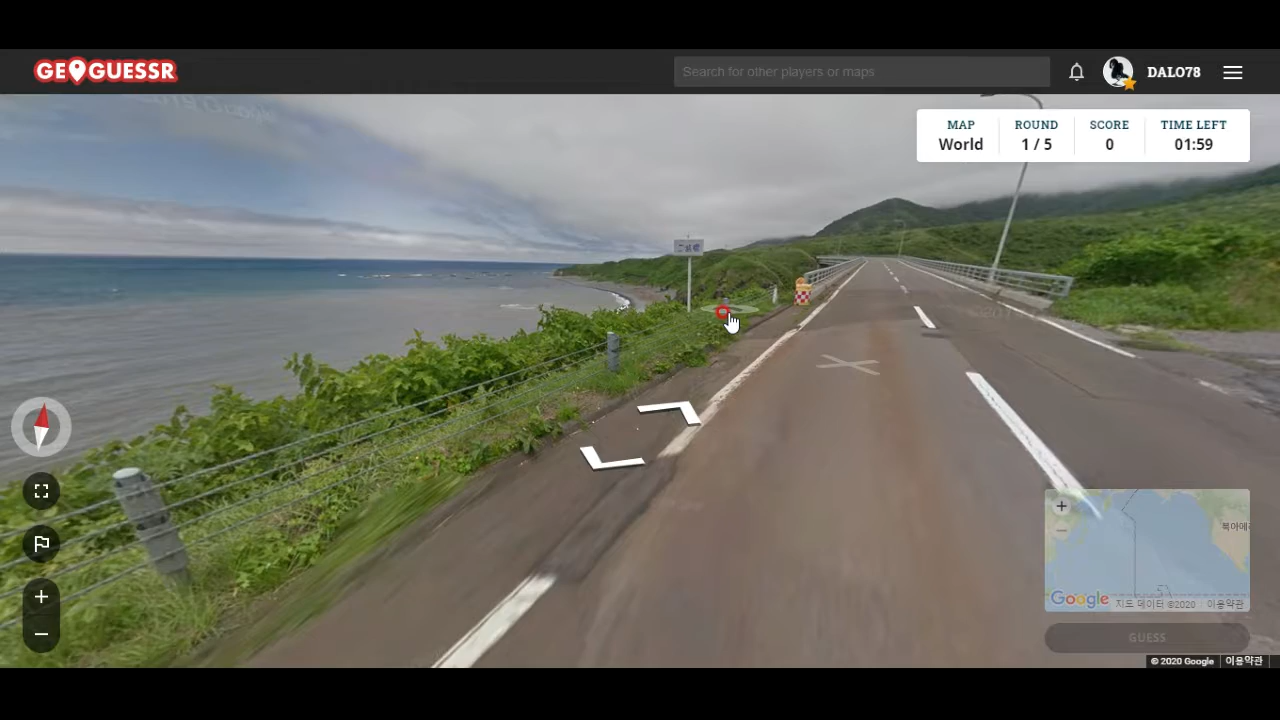 GEOGUESSR
Search for other players or maps
DALO78
MAP
World
ROUND
1 / 5
SCORE
0
TIME LEFT
01:59
북아메
Google
지도 데이터 ©2020
이용약관
GUESS
© 2020 Google
이용약관